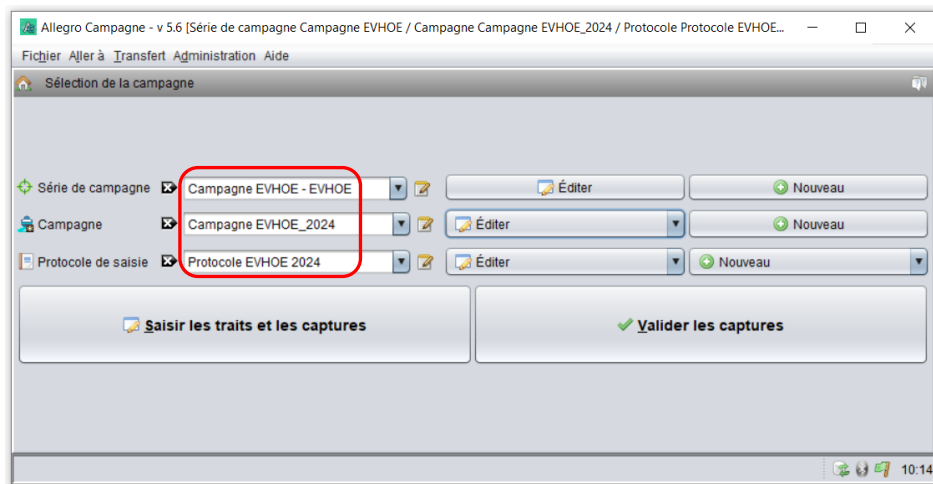 Allegro Campagne - v 5.6 [Série de campagne Campagne EVHOE / Campagne Campagne EVHOE_2024 / Protocole Protocole EVHOE...
Fichier Aller à Transfert Administration Aide
Sélection de la campagne
Série de campagne Campagne EVHOE - EVHOE Éditer Nouveau
Campagne Campagne EVHOE_2024 Éditer Nouveau
Protocole de saisie Protocole EVHOE 2024 Éditer Nouveau
Saisir les traits et les captures Valider les captures
10:14